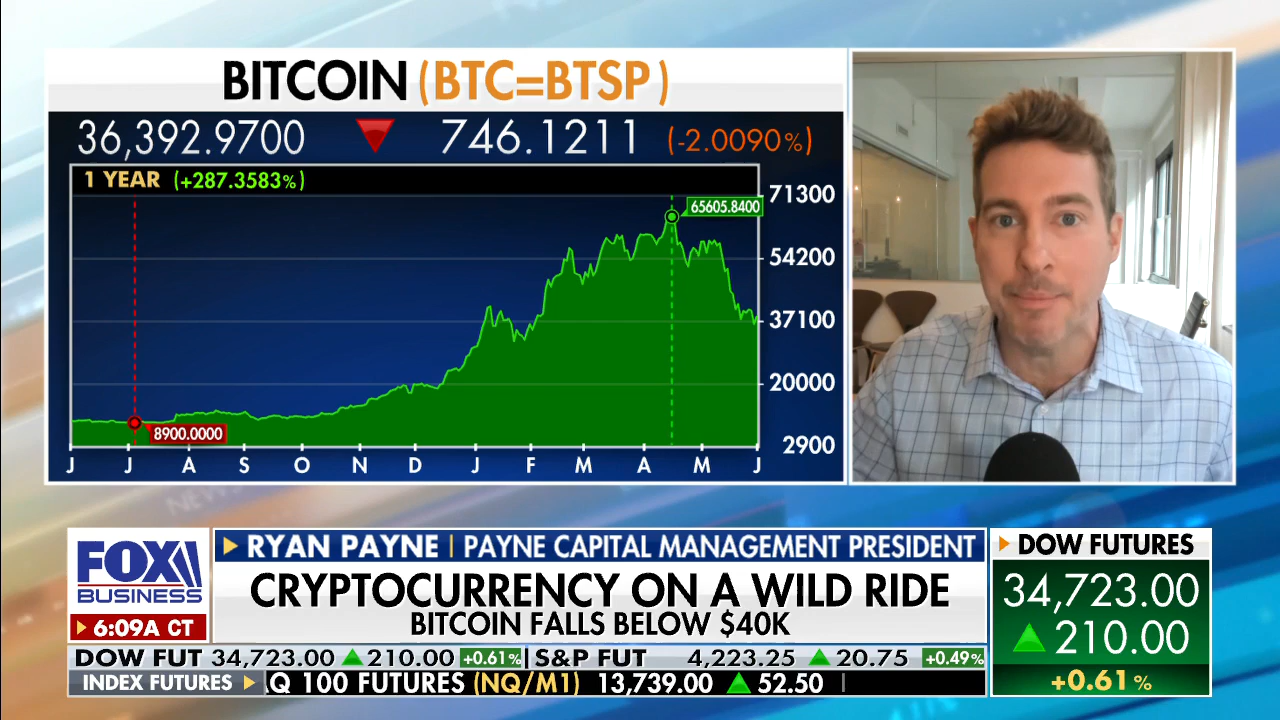 BITCOIN (BTC=BTSP)
36,392.9700 746.1211 (-2.0090%)
1 YEAR (+287.3583%)
71300
65605.8400
54200
37100
20000
8900.0000
2900
J J A S O N D J F M A M J
FOX
BUSINESS
6:09A CT
RYAN PAYNE | PAYNE CAPITAL MANAGEMENT PRESIDENT
CRYPTOCURRENCY ON A WILD RIDE
BITCOIN FALLS BELOW $40K
DOW FUTURES
34,723.00
210.00
+0.61%
DOW FUT 34,723.00 210.00 +0.61% S&P FUT 4,223.25 20.75 +0.49%
INDEX FUTURES Q 100 FUTURES (NQ/M1) 13,739.00 52.50